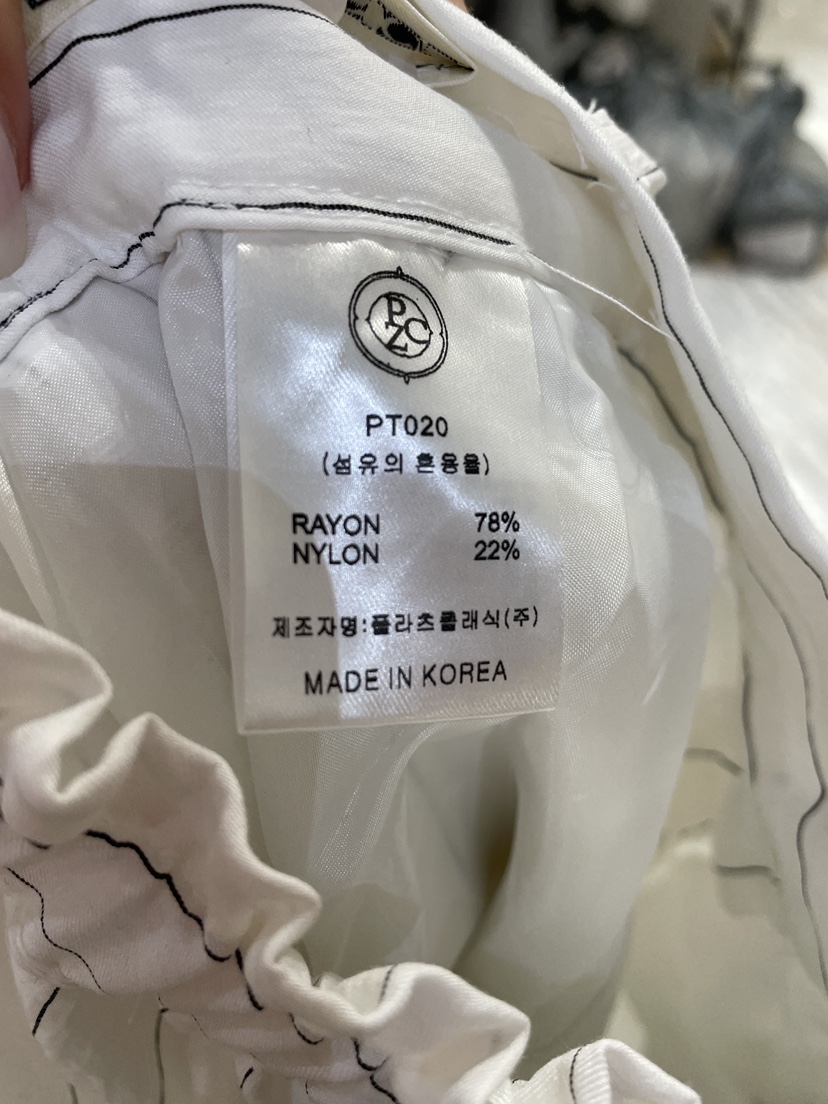 PZC
PT020
(섬유의 혼용율)
RAYON 78%
NYLON 22%
제조자명:플라츠클래식(주)
MADE IN KOREA